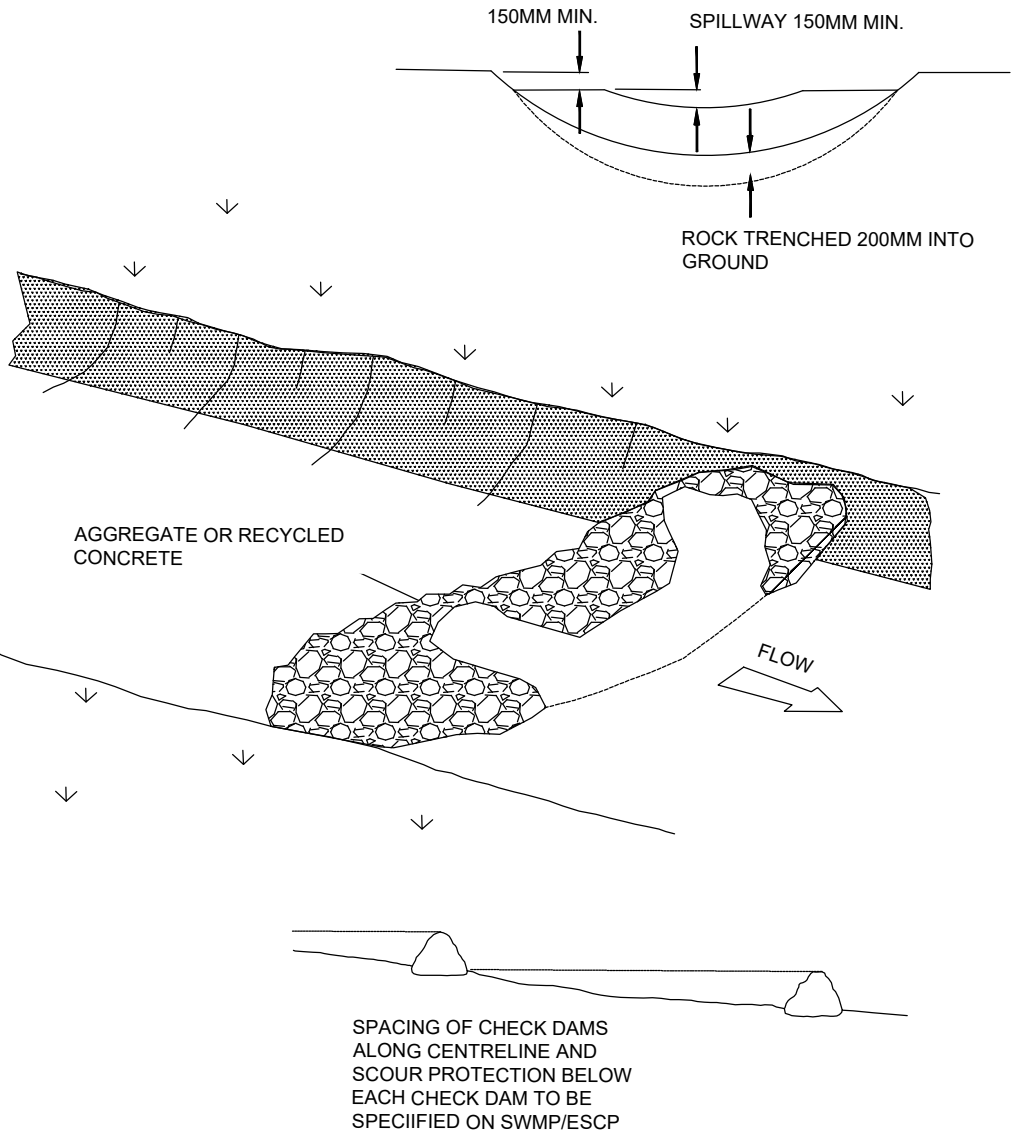 150MM MIN.
SPILLWAY 150MM MIN.
ROCK TRENCHED 200MM INTO
GROUND
AGGREGATE OR RECYCLED
CONCRETE
FLOW
SPACING OF CHECK DAMS
ALONG CENTRELINE AND
SCOUR PROTECTION BELOW
EACH CHECK DAM TO BE
SPECIIFIED ON SWMP/ESCP